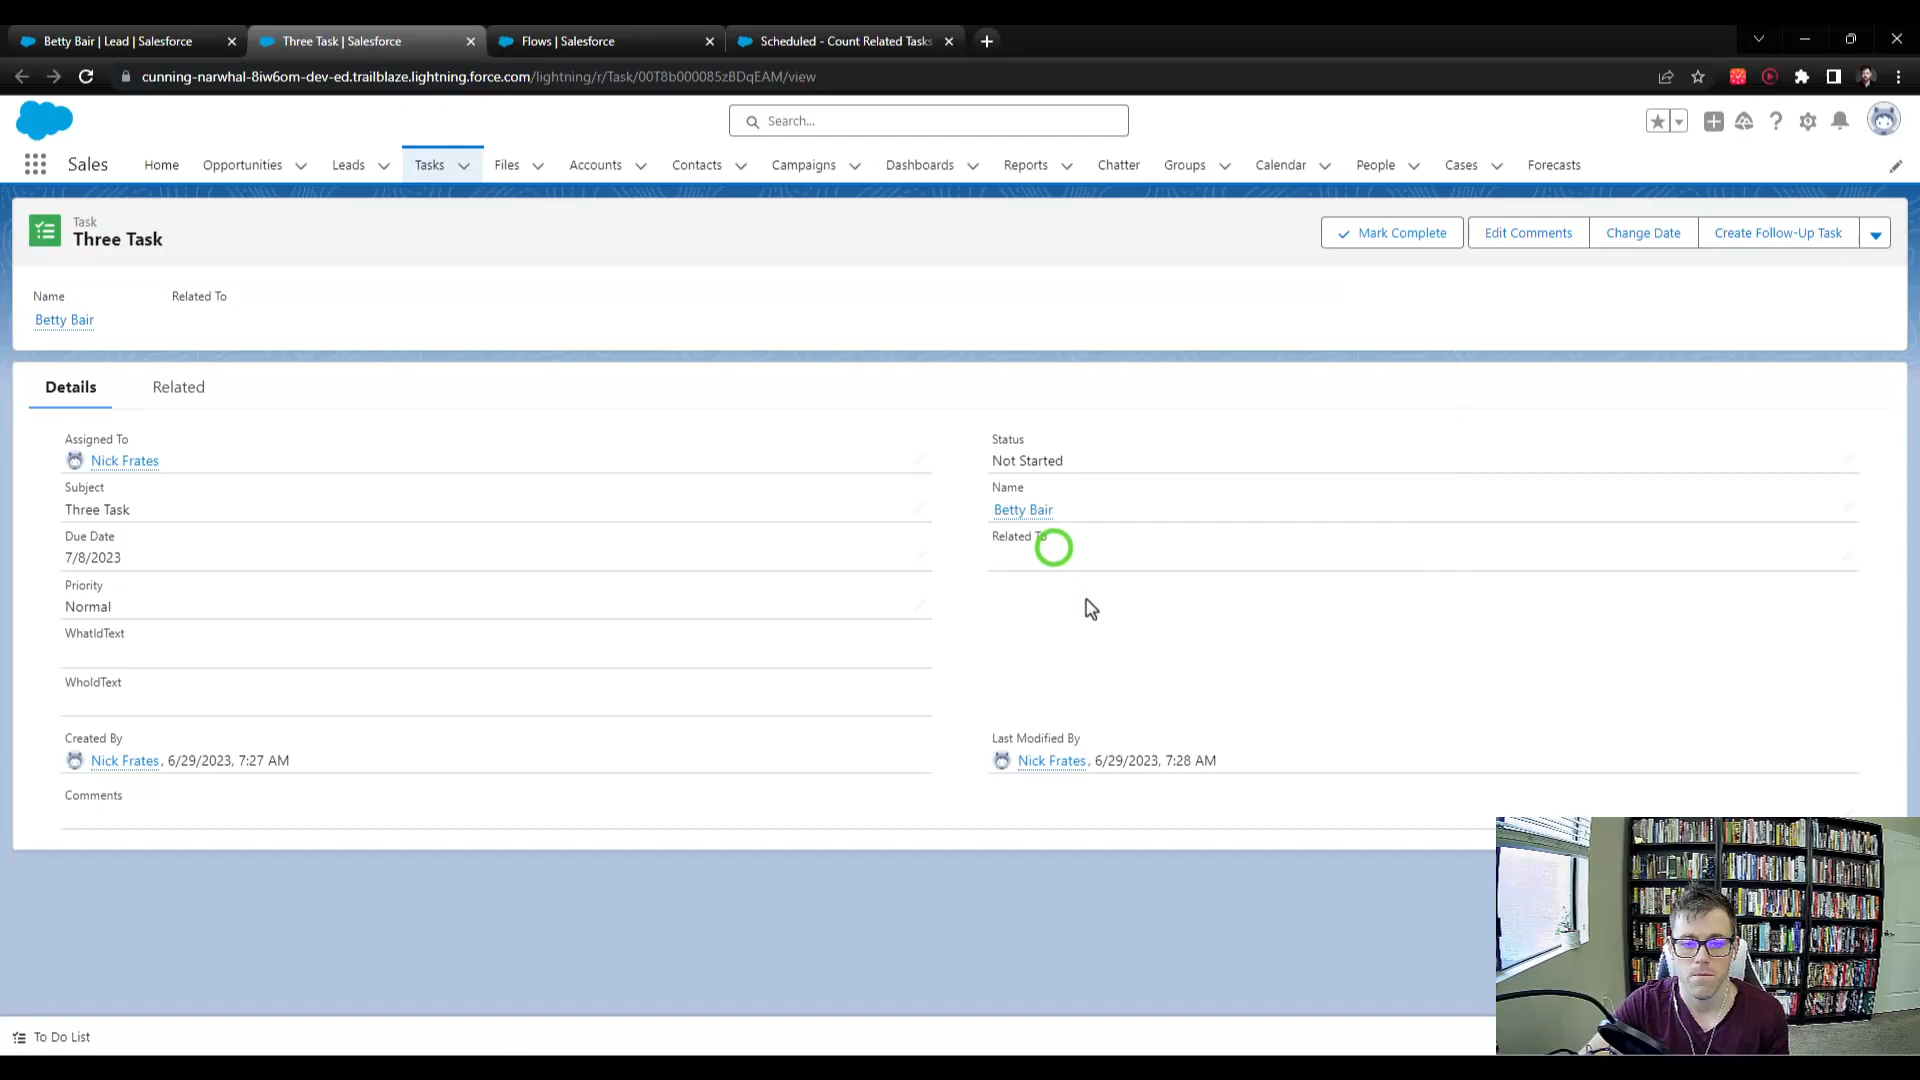 Betty Bair | Lead | Salesforce
Three Task | Salesforce
Flows | Salesforce
Scheduled - Count Related Tasks
cunning-narwhal-8iw6om-dev-ed.trailblaze.lightning.force.com/lightning/r/Task/00T8b000085zBDqEAM/view
Search...
Sales
Home
Opportunities
Leads
Tasks
Files
Accounts
Contacts
Campaigns
Dashboards
Reports
Chatter
Groups
Calendar
People
Cases
Forecasts
Task
Three Task
Mark Complete
Edit Comments
Change Date
Create Follow-Up Task
Name
Related To
Betty Bair
Details
Related
Assigned To
Nick Frates
Status
Not Started
Subject
Three Task
Name
Betty Bair
Due Date
7/8/2023
Related To
Priority
Normal
WhatIdText
WhoIdText
Created By
Nick Frates, 6/29/2023, 7:27 AM
Last Modified By
Nick Frates, 6/29/2023, 7:28 AM
Comments
To Do List